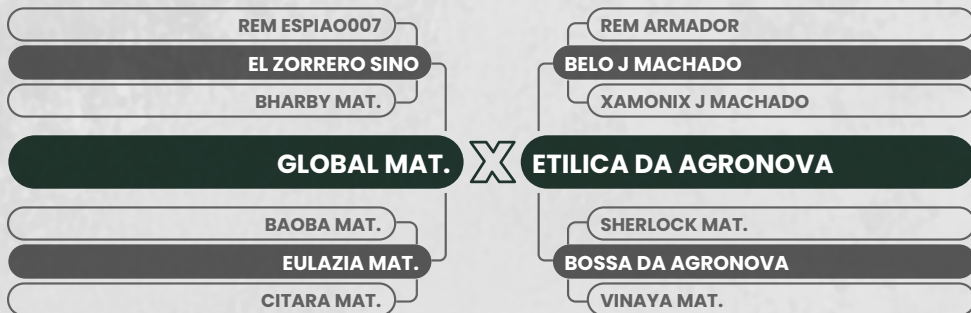 REM ESPIAO007
REM ARMADOR
EL ZORRERO SINO
BELO J MACHADO
BHARBY MAT.
XAMONIX J MACHADO
GLOBAL MAT. X ETILICA DA AGRONOVA
BAOBA MAT.
SHERLOCK MAT.
EULAZIA MAT.
BOSSA DA AGRONOVA
CITARA MAT.
VINAYA MAT.